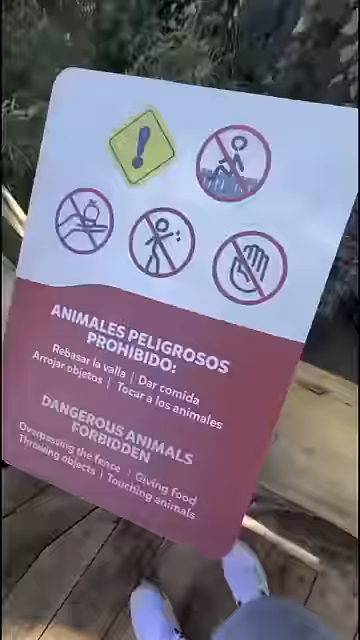 ANIMALES PELIGROSOS
PROHIBIDO:
Rebasar la valla | Dar comida
Arrojar objetos | Tocar a los animales
DANGEROUS ANIMALS
FORBIDDEN
Overpassing the fence | Giving food
Throwing objects | Touching animals